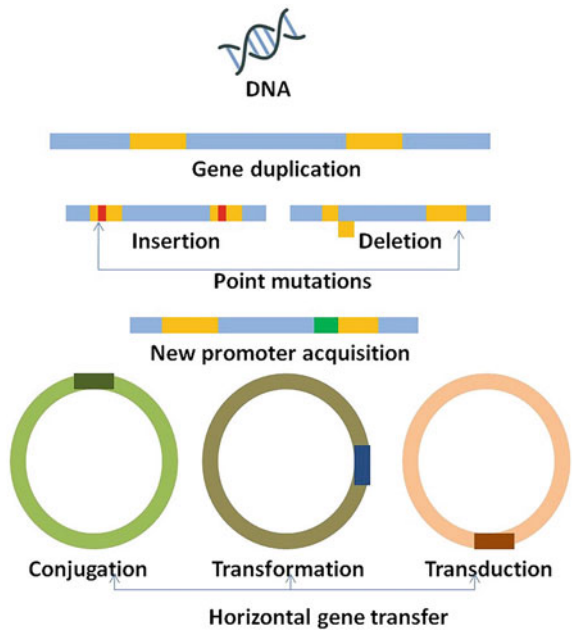 DNA
Gene duplication
Insertion
Deletion
Point mutations
New promoter acquisition
Conjugation
Transformation
Transduction
Horizontal gene transfer